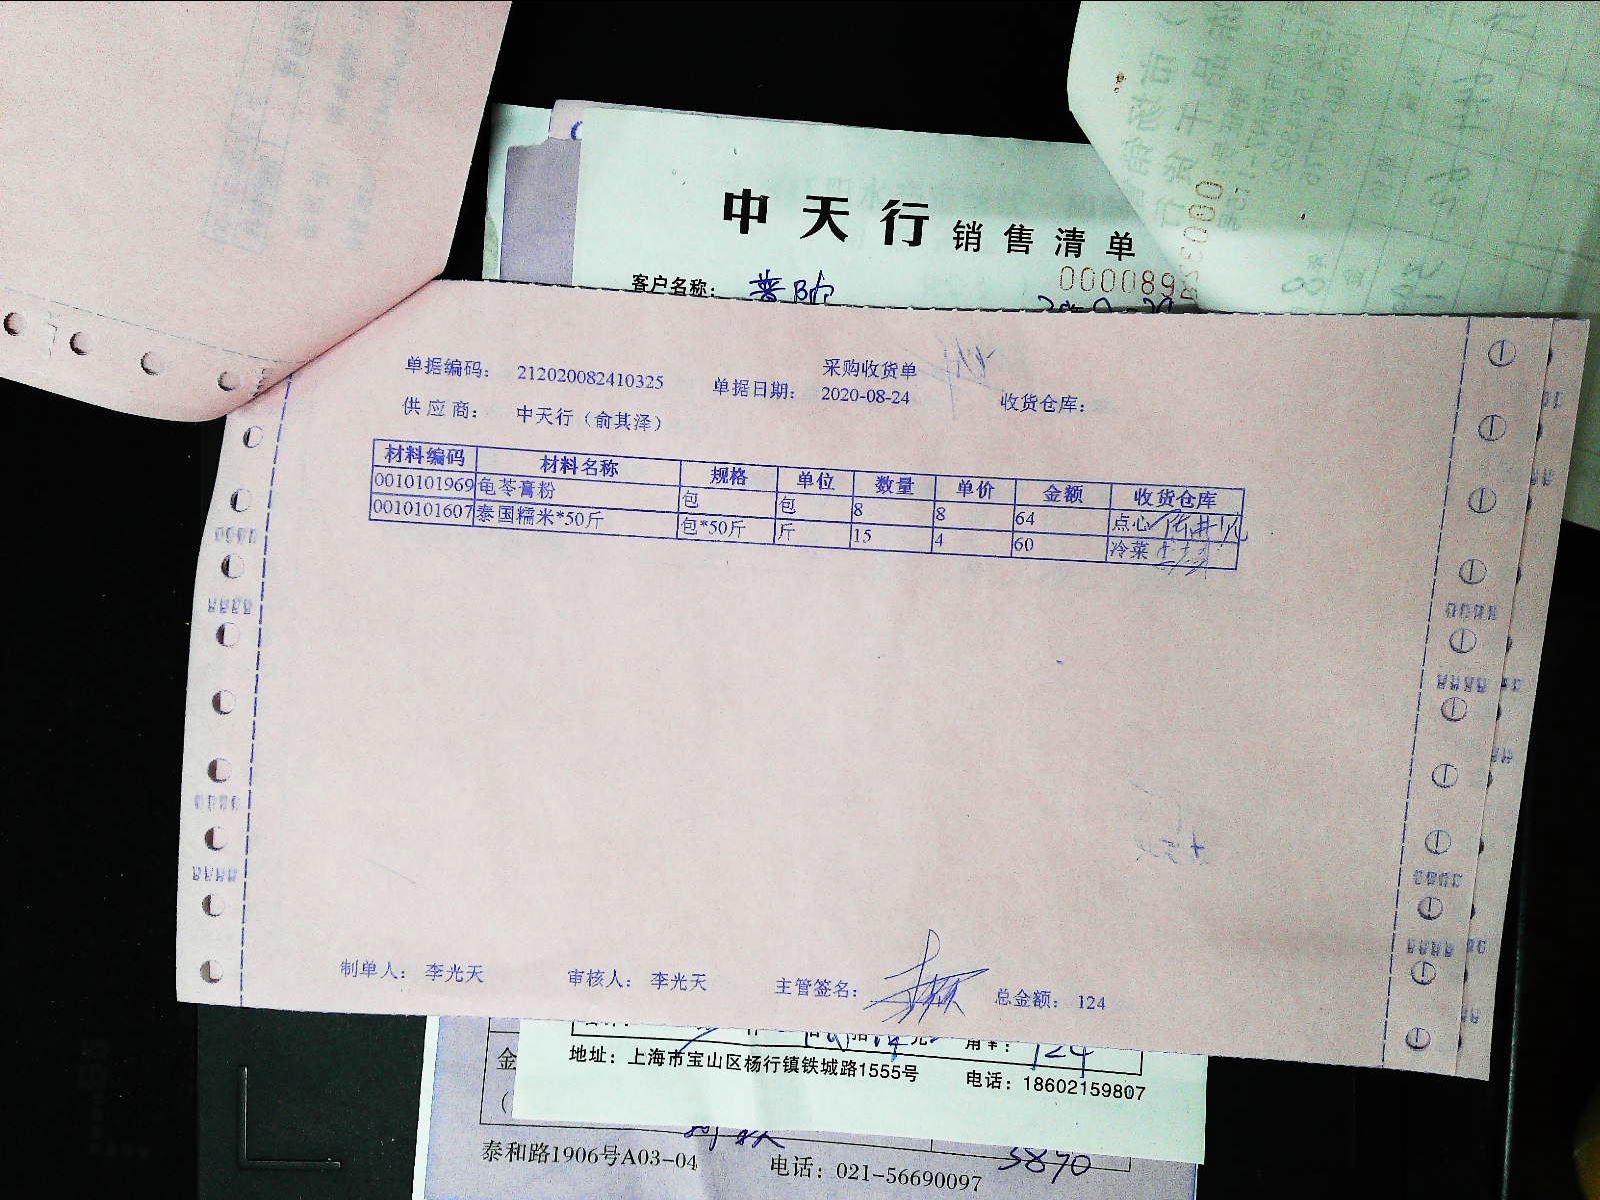 中天行 销售清单
客户名称：
采购收货单
单据编码： 212020082410325 单据日期： 2020-08-24 收货仓库：
供应商： 中天行（俞其泽）
材料编码 材料名称 规格 单位 数量 单价 金额 收货仓库
0010101969 龟苓膏粉 包 包 8 8 64 点心
0010101607 泰国糯米*50斤 包*50斤 斤 15 4 60 冷菜
制单人： 李光天 审核人： 李光天 主管签名： 总金额： 124
角￥： 124
地址：上海市宝山区杨行镇铁城路1555号 电话：18602159807
金
泰和路1906号A03-04 电话：021-56690097 3870